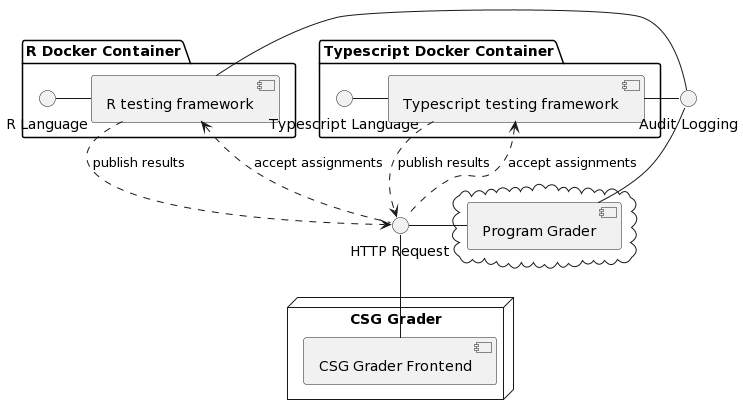 R Docker Container
Typescript Docker Container
R testing framework
Typescript testing framework
R Language
Typescript Language
Audit Logging
publish results
accept assignments
publish results
accept assignments
Program Grader
HTTP Request
CSG Grader
CSG Grader Frontend